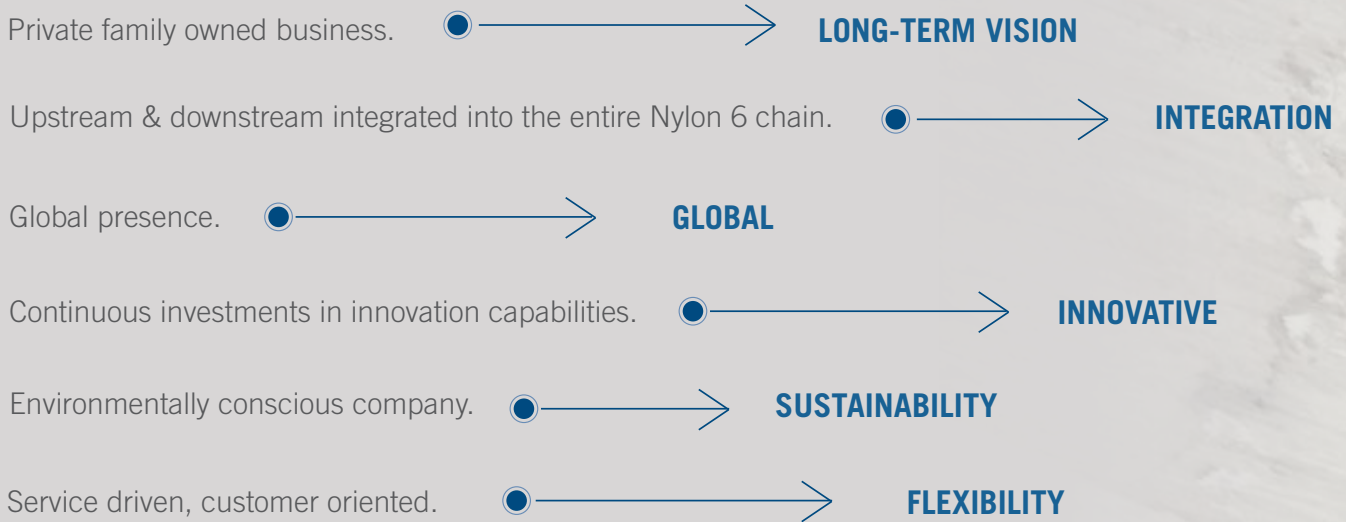 Private family owned business. LONG-TERM VISION
Upstream & downstream integrated into the entire Nylon 6 chain. INTEGRATION
Global presence. GLOBAL
Continuous investments in innovation capabilities. INNOVATIVE
Environmentally conscious company. SUSTAINABILITY
Service driven, customer oriented. FLEXIBILITY